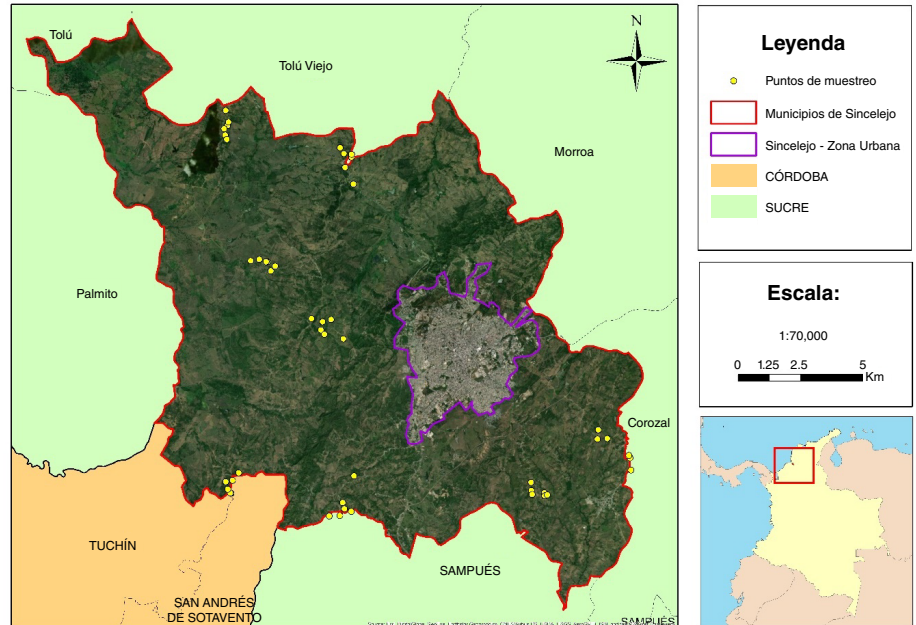 Tolú
Tolú Viejo
N
Morroa
Palmito
Corozal
TUCHÍN
SAMPUÉS
SAN ANDRÉS
DE SOTAVENTO
SAMPUÉS
Leyenda
Puntos de muestreo
Municipios de Sincelejo
Sincelejo - Zona Urbana
CÓRDOBA
SUCRE
Escala:
1:70,000
0 1.25 2.5 5
Km